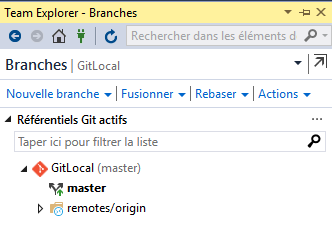 Team Explorer - Branches
Rechercher dans les éléments d
Branches | GitLocal
Nouvelle branche | Fusionner | Rebaser | Actions
Référentiels Git actifs
Taper ici pour filtrer la liste
GitLocal (master)
master
remotes/origin